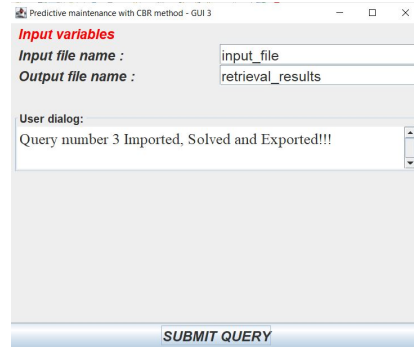 Predictive maintenance with CBR method - GUI 3
Input variables
Input file name :
input_file
Output file name :
retrieval_results
User dialog:
Query number 3 Imported, Solved and Exported!!!
SUBMIT QUERY